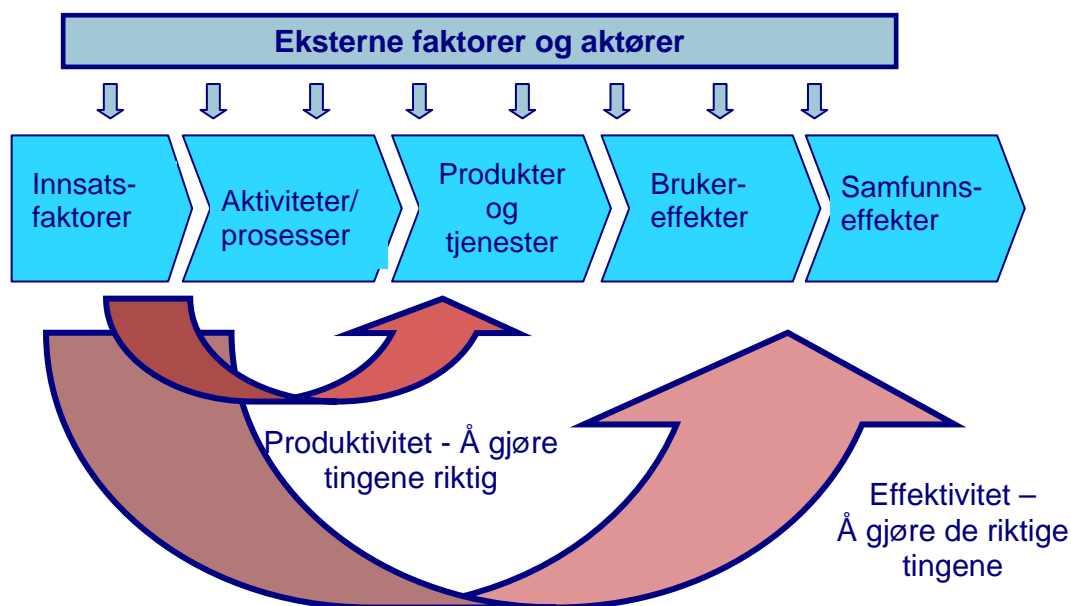 Eksterne faktorer og aktører
Innsats-
faktorer
Aktiviteter/
prosesser
Produkter
og
tjenester
Bruker-
effekter
Samfunns-
effekter
Produktivitet - Å gjøre
tingene riktig
Effektivitet –
Å gjøre de riktige
tingene